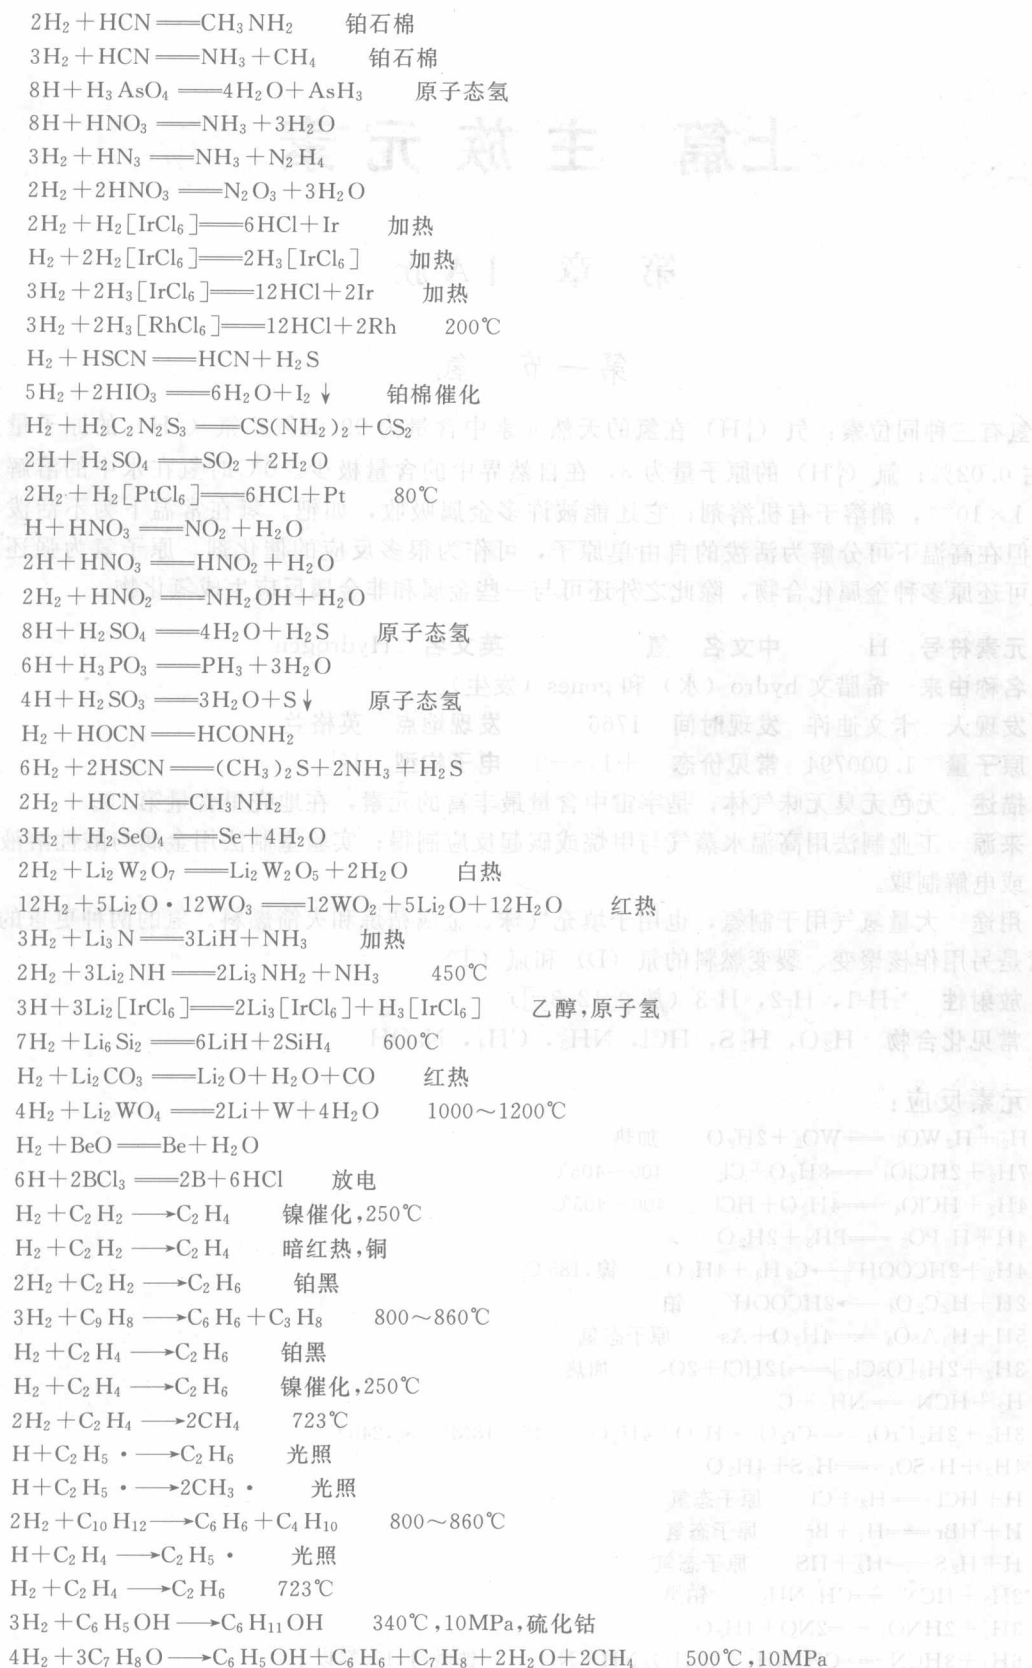 2H₂+HCN══CH₃NH₂ 铂石棉
3H₂+HCN══NH₃+CH₄ 铂石棉
8H+H₃AsO₄══4H₂O+AsH₃ 原子态氢
8H+HNO₃══NH₃+3H₂O
3H₂+HN₃══NH₃+N₂H₄
2H₂+2HNO₃══N₂O₃+3H₂O
2H₂+H₂[IrCl₆]══6HCl+Ir 加热
H₂+2H₂[IrCl₆]══2H₃[IrCl₆] 加热
3H₂+2H₃[IrCl₆]══12HCl+2Ir 加热
3H₂+2H₃[RhCl₆]══12HCl+2Rh 200℃
H₂+HSCN══HCN+H₂S
5H₂+2HIO₃══6H₂O+I₂↓ 铂棉催化
H₂+H₂C₂N₂S₃══CS(NH₂)₂+CS₂
2H+H₂SO₄══SO₂+2H₂O
2H₂+H₂[PtCl₆]══6HCl+Pt 80℃
H+HNO₃══NO₂+H₂O
2H+HNO₃══HNO₂+H₂O
2H₂+HNO₂══NH₂OH+H₂O
8H+H₂SO₄══4H₂O+H₂S 原子态氢
6H+H₃PO₃══PH₃+3H₂O
4H+H₂SO₃══3H₂O+S↓ 原子态氢
H₂+HOCN══HCONH₂
6H₂+2HSCN══(CH₃)₂S+2NH₃+H₂S
2H₂+HCN══CH₃NH₂
3H₂+H₂SeO₄══Se+4H₂O
2H₂+Li₂W₂O₇══Li₂W₂O₅+2H₂O 白热
12H₂+5Li₂O·12WO₃══12WO₂+5Li₂O+12H₂O 红热
3H₂+Li₃N══3LiH+NH₃ 加热
2H₂+3Li₂NH══2Li₃NH₂+NH₃ 450℃
3H+3Li₂[IrCl₆]══2Li₃[IrCl₆]+H₃[IrCl₆] 乙醇,原子氢
7H₂+Li₆Si₂══6LiH+2SiH₄ 600℃
H₂+Li₂CO₃══Li₂O+H₂O+CO 红热
4H₂+Li₂WO₄══2Li+W+4H₂O 1000～1200℃
H₂+BeO══Be+H₂O
6H+2BCl₃══2B+6HCl 放电
H₂+C₂H₂⟶C₂H₄ 镍催化,250℃
H₂+C₂H₂⟶C₂H₄ 暗红热,铜
2H₂+C₂H₂⟶C₂H₆ 铂黑
3H₂+C₉H₈⟶C₆H₆+C₃H₈ 800～860℃
H₂+C₂H₄⟶C₂H₆ 铂黑
H₂+C₂H₄⟶C₂H₆ 镍催化,250℃
2H₂+C₂H₄⟶2CH₄ 723℃
H+C₂H₅·⟶C₂H₆ 光照
H+C₂H₅·⟶2CH₃· 光照
2H₂+C₁₀H₁₂⟶C₆H₆+C₄H₁₀ 800～860℃
H+C₂H₄⟶C₂H₅· 光照
H₂+C₂H₄⟶C₂H₆ 723℃
3H₂+C₆H₅OH⟶C₆H₁₁OH 340℃,10MPa,硫化钴
4H₂+3C₇H₈O⟶C₆H₅OH+C₆H₆+C₇H₈+2H₂O+2CH₄ 500℃,10MPa